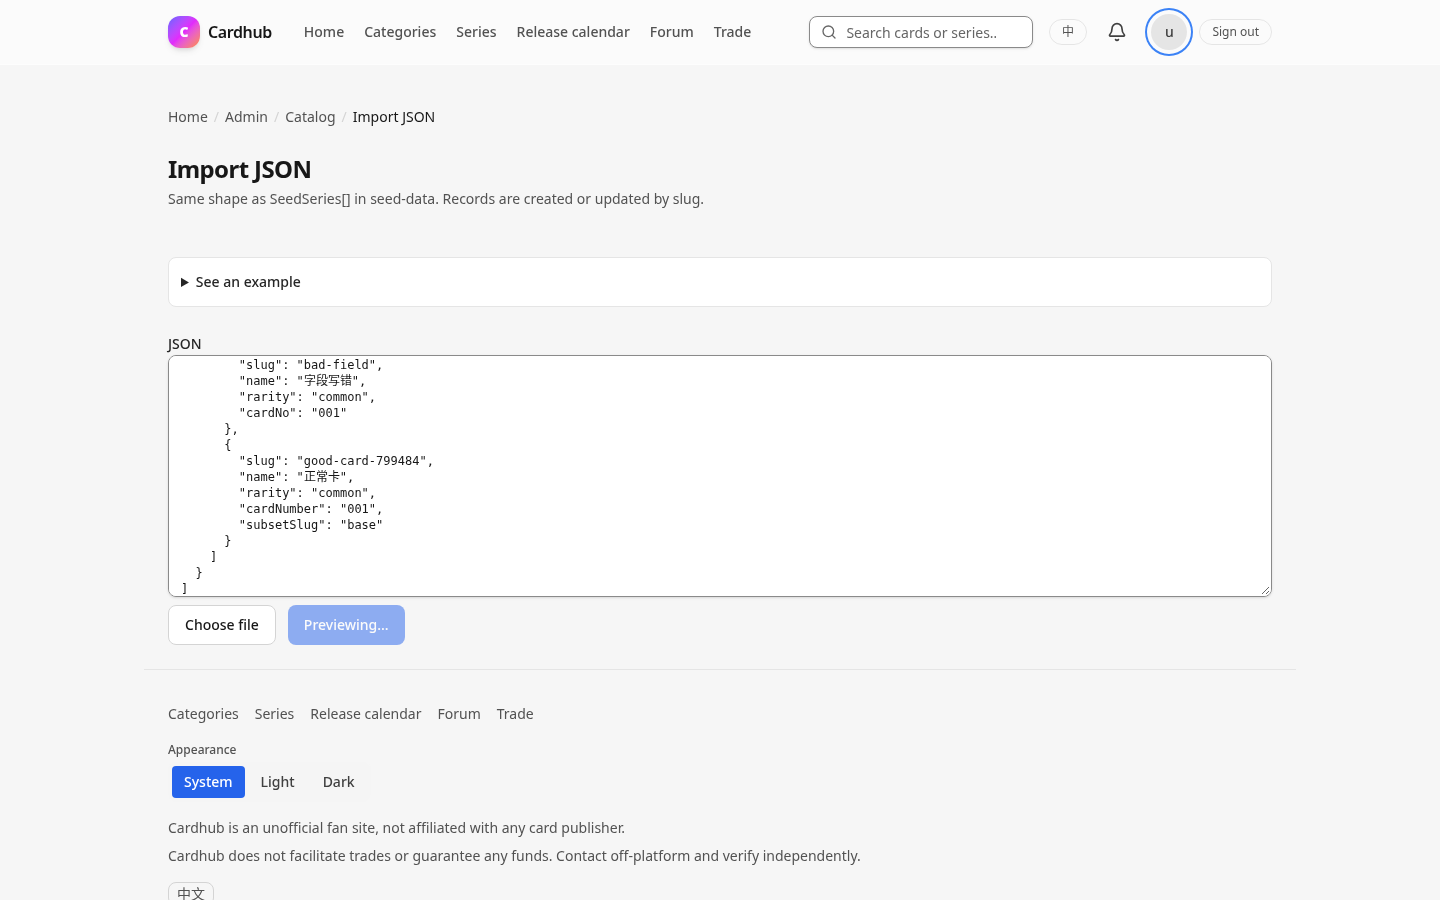 C Cardhub Home Categories Series Release calendar Forum Trade Search cards or series.. 中 u Sign out
Home / Admin / Catalog / Import JSON
Import JSON
Same shape as SeedSeries[] in seed-data. Records are created or updated by slug.
See an example
JSON
"slug": "bad-field",
"name": "字段写错",
"rarity": "common",
"cardNo": "001"
},
{
"slug": "good-card-799484",
"name": "正常卡",
"rarity": "common",
"cardNumber": "001",
"subsetSlug": "base"
}
]
}
]
Choose file Previewing...
Categories Series Release calendar Forum Trade
Appearance
System Light Dark
Cardhub is an unofficial fan site, not affiliated with any card publisher.
Cardhub does not facilitate trades or guarantee any funds. Contact off-platform and verify independently.
中文